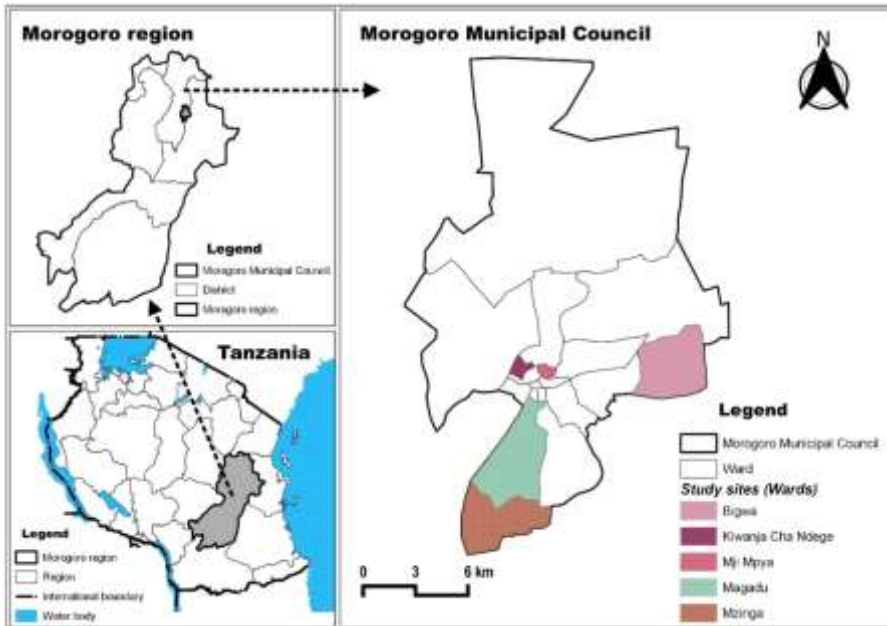 Morogoro region
Legend
Morogoro Municipal Council
District
Morogoro region
Tanzania
Legend
Morogoro region
Region
International boundary
Water body
Morogoro Municipal Council
N
Legend
Morogoro Municipal Council
Ward
Study sites (Wards)
Bigwa
Kiwanja Cha Ndege
Mji Mpya
Magadu
Mzinga
0 3 6 km